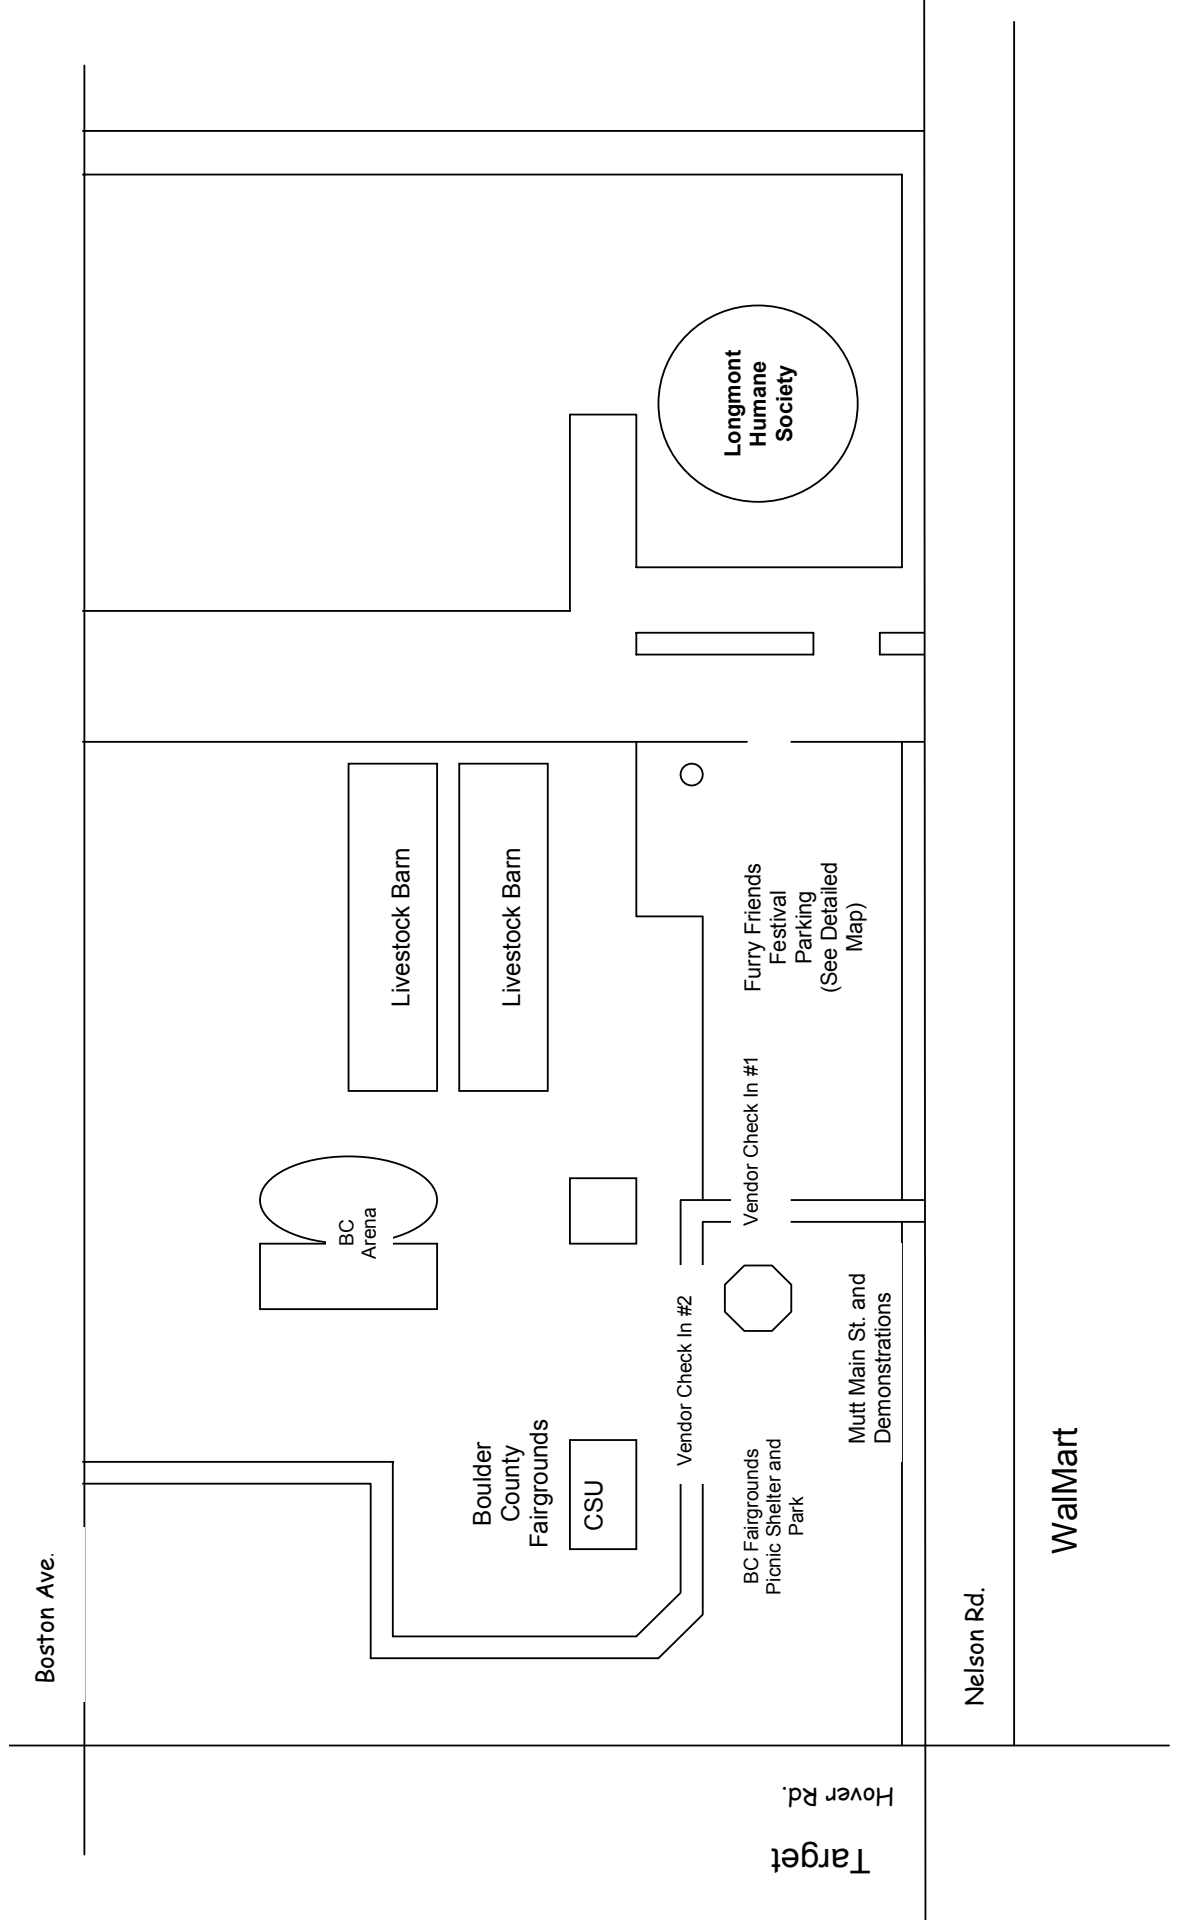 Boston Ave.
BC
Arena
Livestock Barn
Livestock Barn
Boulder
County
Fairgrounds
CSU
Vendor Check In #2
Vendor Check In #1
Longmont
Humane
Society
BC Fairgrounds
Picnic Shelter and
Park
Furry Friends
Festival
Parking
(See Detailed
Map)
Mutt Main St. and
Demonstrations
Hover Rd.
Target
Nelson Rd.
WalMart